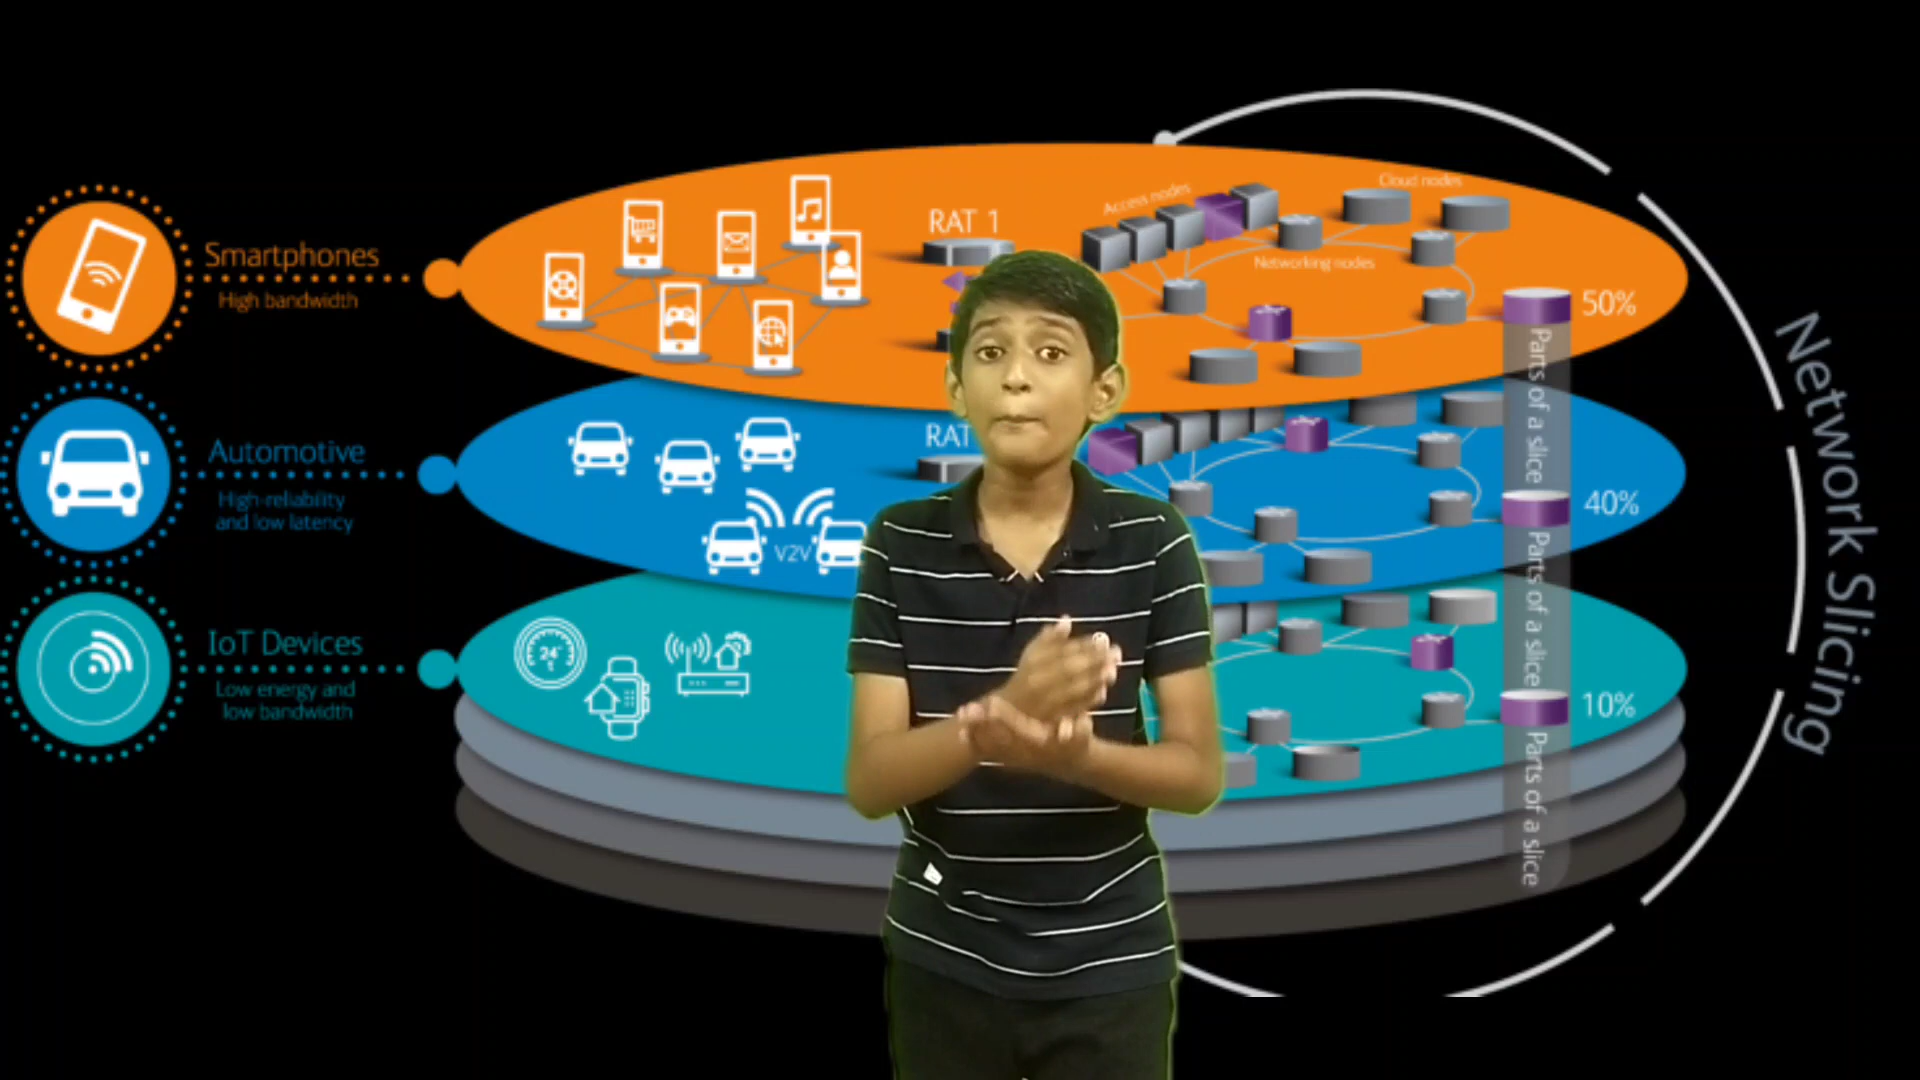 Smartphones
High bandwidth
Automotive
High-reliability
and low latency
IoT Devices
Low energy and
low bandwidth
RAT 1
Access nodes
Cloud nodes
Networking nodes
50%
Parts of a slice
RAT
V2V
40%
Parts of a slice
24°
10%
Parts of a slice
Network Slicing